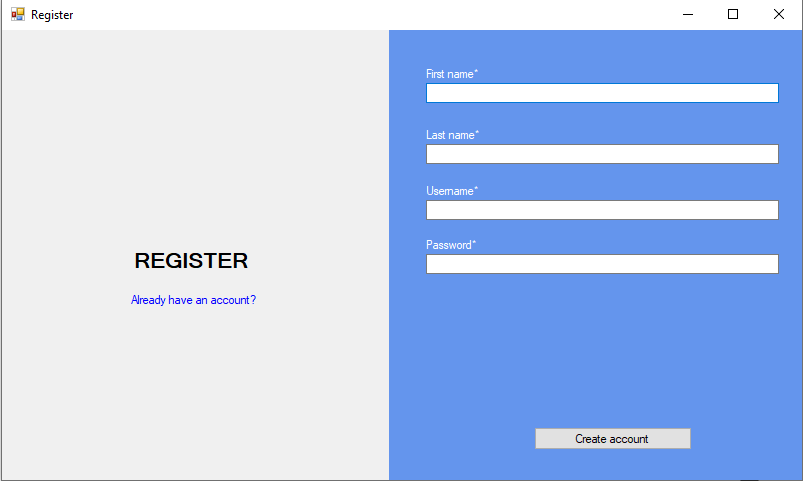 Register
First name*
Last name*
Username*
Password*
REGISTER
Already have an account?
Create account